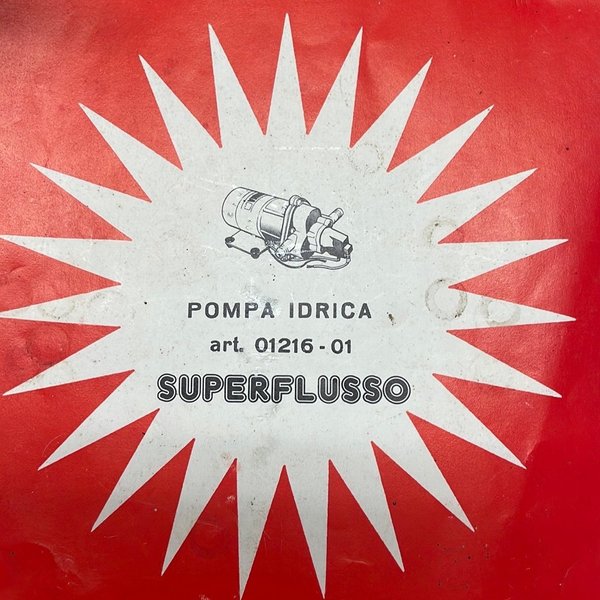 POMPA IDRICA
art. 01216-01
SUPERFLUSSO